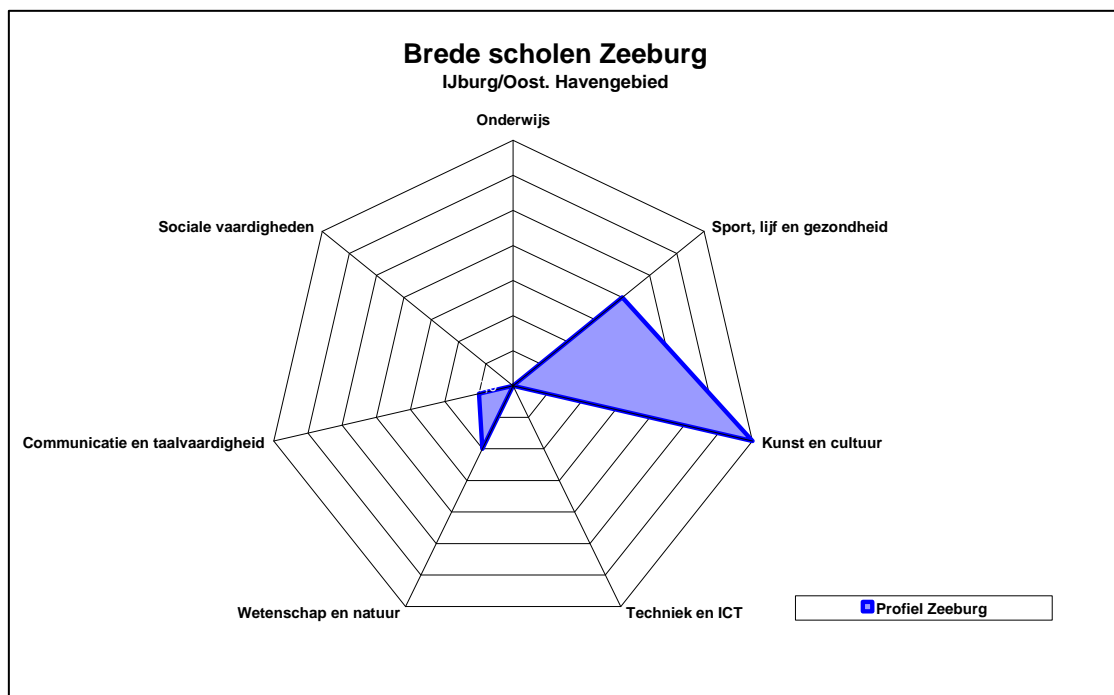 Brede scholen Zeeburg
IJburg/Oost. Havengebied
Onderwijs
Sociale vaardigheden
Sport, lijf en gezondheid
Communicatie en taalvaardigheid
Kunst en cultuur
Wetenschap en natuur
Techniek en ICT
Profiel Zeeburg